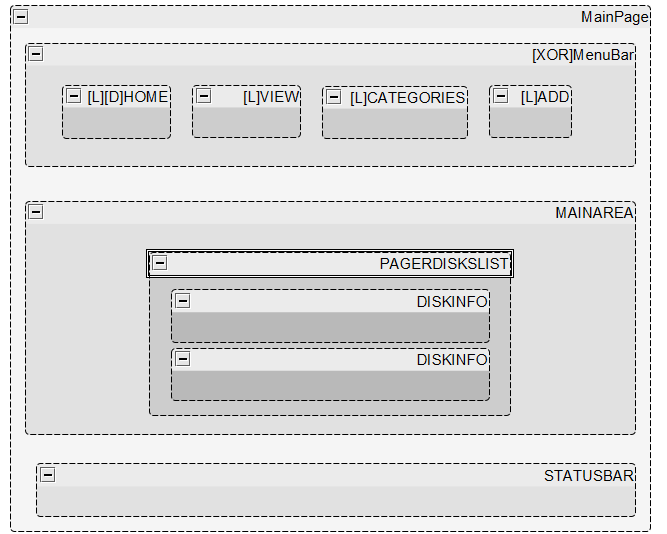 MainPage
[XOR]MenuBar
[L][D]HOME
[L]VIEW
[L]CATEGORIES
[L]ADD
MAINAREA
PAGERDISKSLIST
DISKINFO
DISKINFO
STATUSBAR